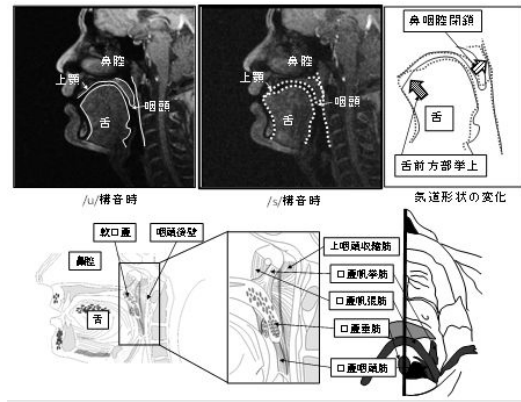 鼻腔
上顎
咽頭
舌
/u/構音時
鼻腔
咽頭
舌
/s/構音時
鼻咽腔閉鎖
舌
舌前方部挙上
気道形状の変化
軟口蓋
咽頭後壁
鼻腔
舌
上咽頭収縮筋
口蓋帆挙筋
口蓋帆張筋
口蓋垂筋
口蓋咽頭筋